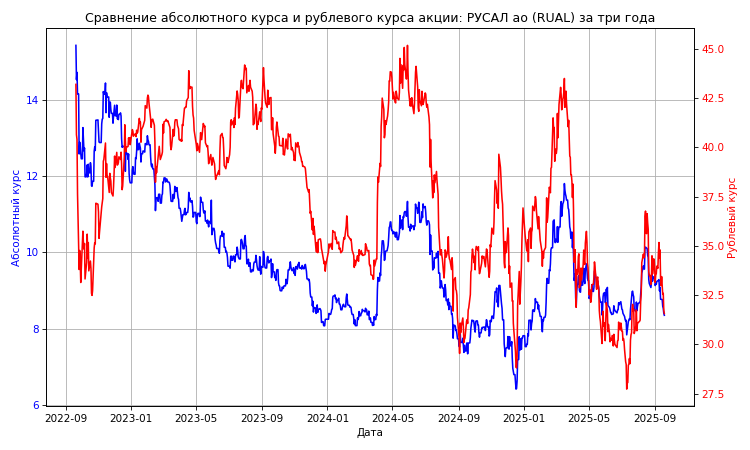 Сравнение абсолютного курса и рублевого курса акции: РУСАЛ ао (RUAL) за три года
Абсолютный курс
14
12
10
8
6
45.0
42.5
40.0
37.5
35.0
32.5
30.0
27.5
Рублевый курс
2022-09 2023-01 2023-05 2023-09 2024-01 2024-05 2024-09 2025-01 2025-05 2025-09
Дата